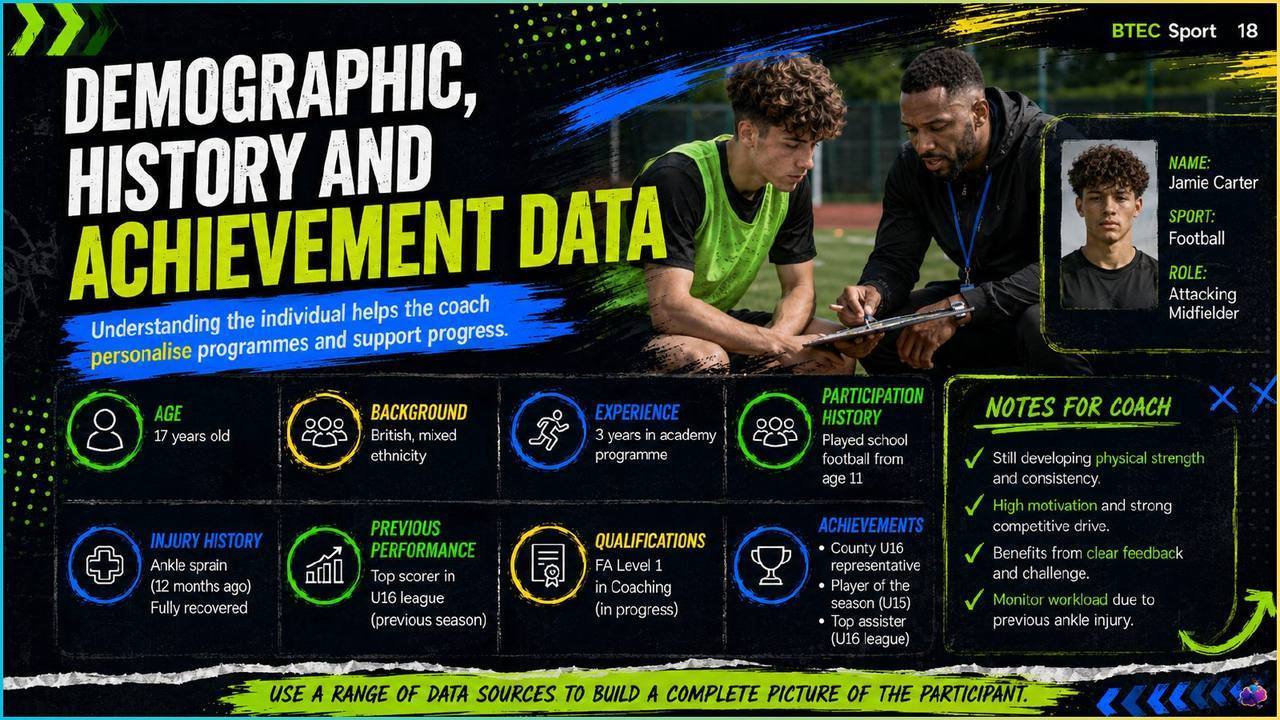 BTEC Sport 18
DEMOGRAPHIC,
HISTORY AND
ACHIEVEMENT DATA
Understanding the individual helps the coach
personalise programmes and support progress.
NAME:
Jamie Carter
SPORT:
Football
ROLE:
Attacking
Midfielder
AGE
17 years old
BACKGROUND
British, mixed
ethnicity
EXPERIENCE
3 years in academy
programme
PARTICIPATION
HISTORY
Played school
football from
age 11
INJURY HISTORY
Ankle sprain
(12 months ago)
Fully recovered
PREVIOUS
PERFORMANCE
Top scorer in
U16 league
(previous season)
QUALIFICATIONS
FA Level 1
in Coaching
(in progress)
ACHIEVEMENTS
• County U16
representative
• Player of the
season (U15)
• Top assister
(U16 league)
NOTES FOR COACH
✓ Still developing physical strength
and consistency.
✓ High motivation and strong
competitive drive.
✓ Benefits from clear feedback
and challenge.
✓ Monitor workload due to
previous ankle injury.
USE A RANGE OF DATA SOURCES TO BUILD A COMPLETE PICTURE OF THE PARTICIPANT.